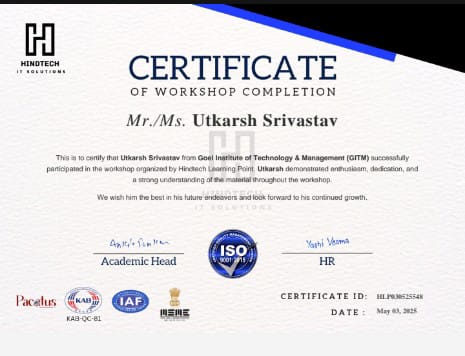 HINDTECH
IT SOLUTIONS
CERTIFICATE
OF WORKSHOP COMPLETION
Mr./Ms. Utkarsh Srivastav
This is to certify that Utkarsh Srivastav from Goel Institute of Technology & Management (GITM) successfully
participated in the workshop organized by Hindtech Learning Point. Utkarsh demonstrated enthusiasm, dedication, and
a strong understanding of the material throughout the workshop.
HINDTECH
IT SOLUTIONS
We wish him the best in his future endeavors and look forward to his continued growth.
Yashi Verma
Academic Head
ISO
9001:2015
HR
KAB
KAB-QC-81
IAF
MSME
CERTIFICATE ID: HLP030525548
DATE : May 03, 2025